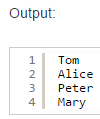 Output:
1 Tom
2 Alice
3 Peter
4 Mary